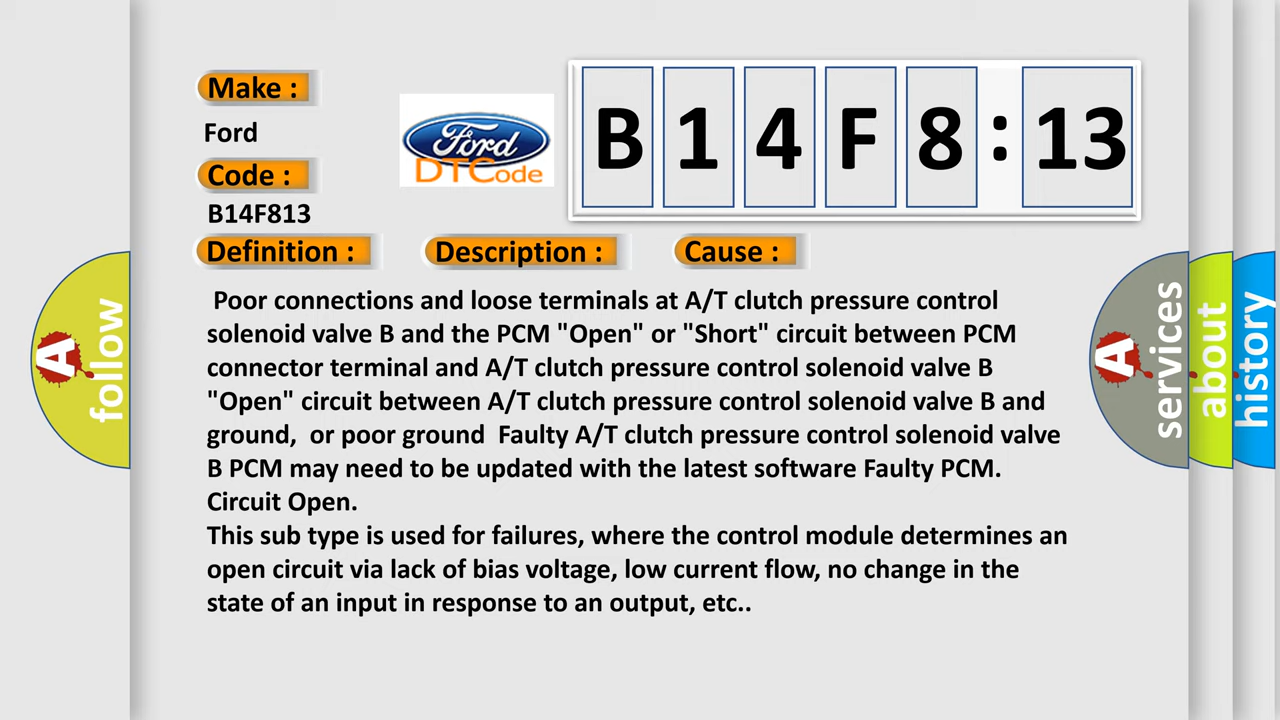 Make :
Ford
Code :
B14F813
Ford
DTCode
B 1 4 F 8 : 13
Definition :
Description :
Cause :
Poor connections and loose terminals at A/T clutch pressure control
solenoid valve B and the PCM "Open" or "Short" circuit between PCM
connector terminal and A/T clutch pressure control solenoid valve B
"Open" circuit between A/T clutch pressure control solenoid valve B and
ground,  or poor ground  Faulty A/T clutch pressure control solenoid valve
B PCM may need to be updated with the latest software Faulty PCM.
Circuit Open.
This sub type is used for failures, where the control module determines an
open circuit via lack of bias voltage, low current flow, no change in the
state of an input in response to an output, etc..
A
follow
A
services
about
history